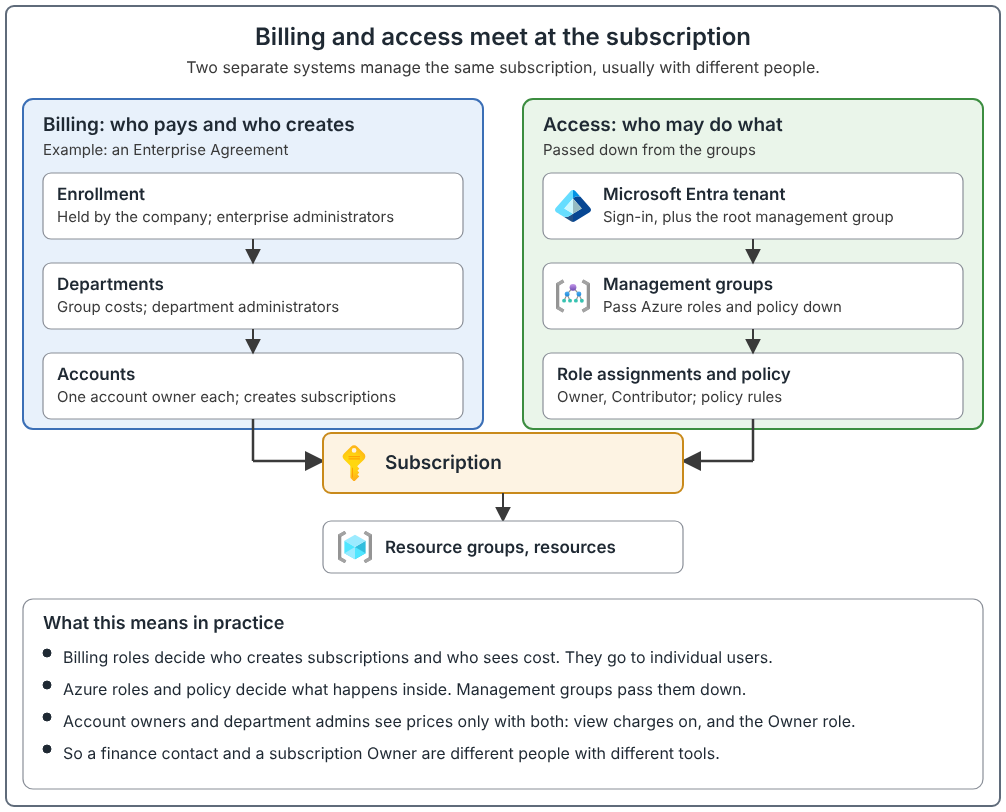 Billing and access meet at the subscription
Two separate systems manage the same subscription, usually with different people.
Billing: who pays and who creates
Example: an Enterprise Agreement
Enrollment
Held by the company; enterprise administrators
Departments
Group costs; department administrators
Accounts
One account owner each; creates subscriptions
Access: who may do what
Passed down from the groups
Microsoft Entra tenant
Sign-in, plus the root management group
Management groups
Pass Azure roles and policy down
Role assignments and policy
Owner, Contributor; policy rules
Subscription
Resource groups, resources
What this means in practice
Billing roles decide who creates subscriptions and who sees cost. They go to individual users.
Azure roles and policy decide what happens inside. Management groups pass them down.
Account owners and department admins see prices only with both: view charges on, and the Owner role.
So a finance contact and a subscription Owner are different people with different tools.